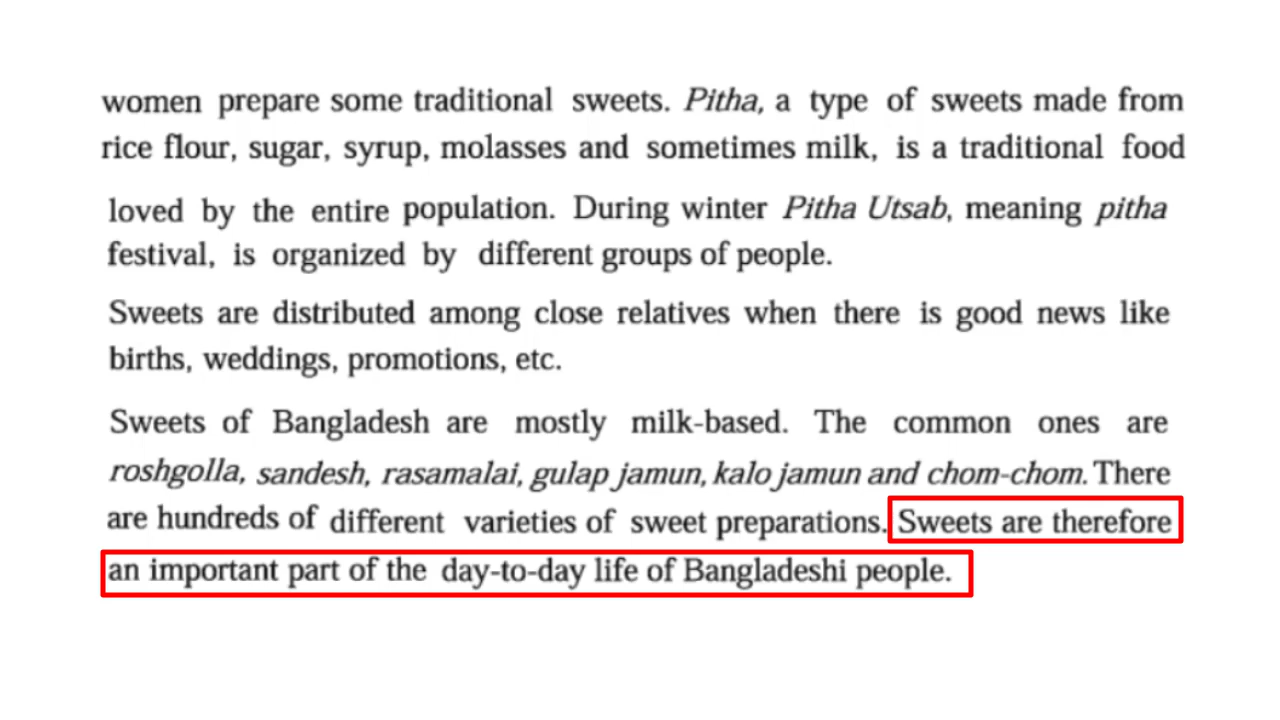 women prepare some traditional sweets. Pitha, a type of sweets made from
rice flour, sugar, syrup, molasses and sometimes milk, is a traditional food
loved by the entire population. During winter Pitha Utsab, meaning pitha
festival, is organized by different groups of people.
Sweets are distributed among close relatives when there is good news like
births, weddings, promotions, etc.
Sweets of Bangladesh are mostly milk-based. The common ones are
roshgolla, sandesh, rasamalai, gulap jamun, kalo jamun and chom-chom. There
are hundreds of different varieties of sweet preparations. Sweets are therefore
an important part of the day-to-day life of Bangladeshi people.